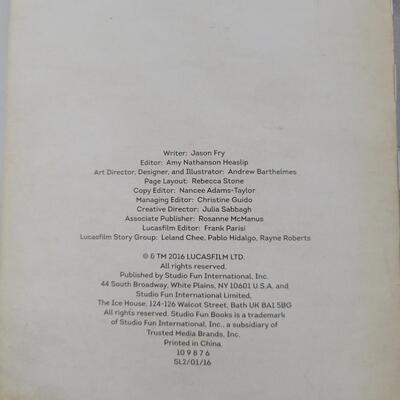 Writer: Jason Fry
Editor: Amy Nathanson Heaslip
Art Director, Designer, and Illustrator: Andrew Barthelmes
Page Layout: Rebecca Stone
Copy Editor: Nancee Adams-Taylor
Managing Editor: Christine Guido
Creative Director: Julia Sabbagh
Associate Publisher: Rosanne McManus
Lucasfilm Editor: Frank Parisi
Lucasfilm Story Group: Leland Chee, Pablo Hidalgo, Rayne Roberts
© & TM 2016 LUCASFILM LTD.
All rights reserved.
Published by Studio Fun International, Inc.
44 South Broadway, White Plains, NY 10601 U.S.A. and
Studio Fun International Limited,
The Ice House, 124-126 Walcot Street, Bath UK BA1 5BG
All rights reserved. Studio Fun Books is a trademark
of Studio Fun International, Inc., a subsidiary of
Trusted Media Brands, Inc.
Printed in China.
10 9 8 7 6
SL2/01/16